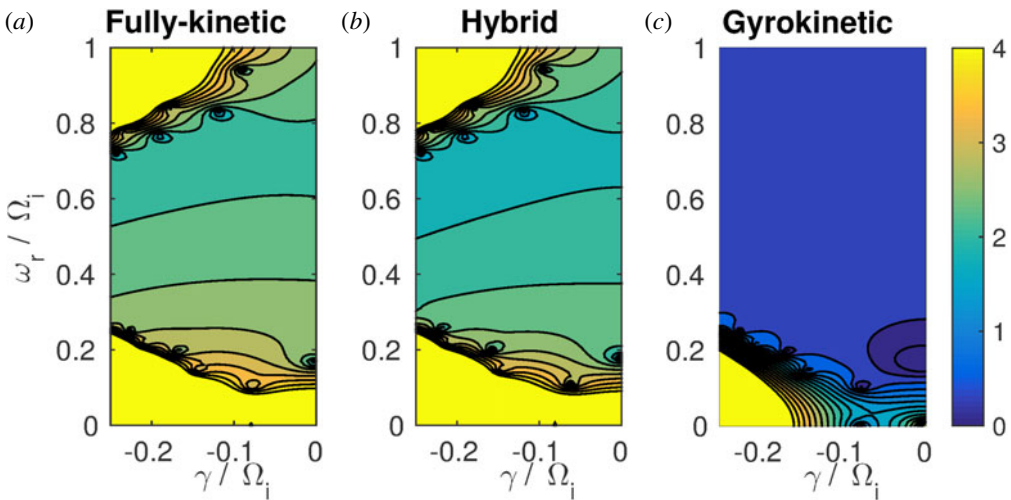 (a) Fully-kinetic (b) Hybrid (c) Gyrokinetic
1 1 1 4
0.8 0.8 0.8
3
0.6 0.6 0.6
ω_r / Ω_i
2
0.4 0.4 0.4
0.2 0.2 0.2 1
0 0 0 0
-0.2 -0.1 0 -0.2 -0.1 0 -0.2 -0.1 0
γ / Ω_i γ / Ω_i γ / Ω_i